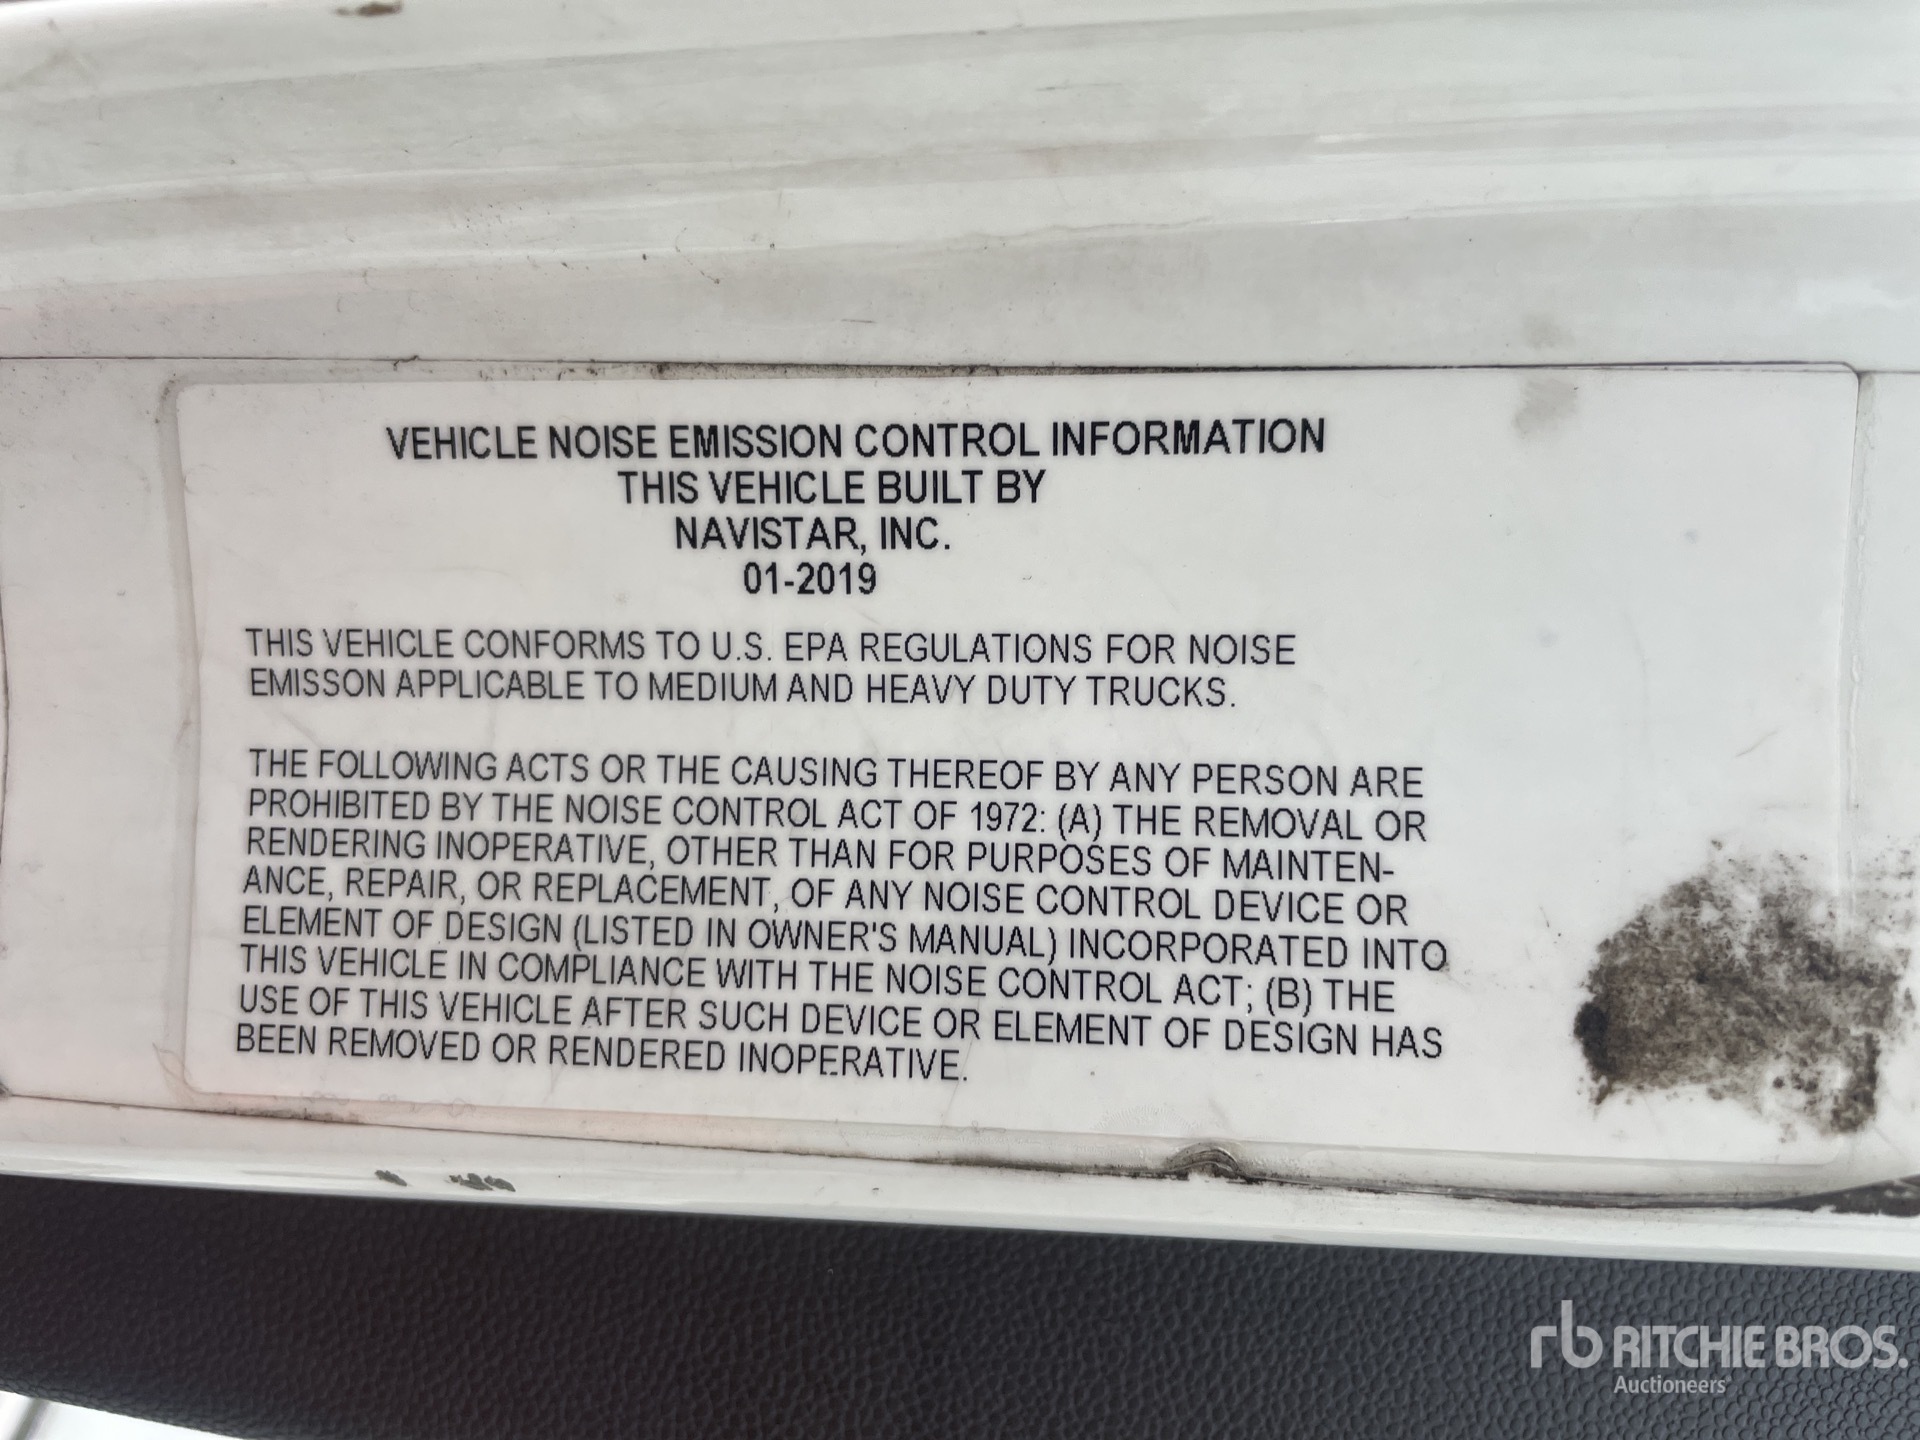 VEHICLE NOISE EMISSION CONTROL INFORMATION
THIS VEHICLE BUILT BY
NAVISTAR, INC.
01-2019
THIS VEHICLE CONFORMS TO U.S. EPA REGULATIONS FOR NOISE
EMISSON APPLICABLE TO MEDIUM AND HEAVY DUTY TRUCKS.
THE FOLLOWING ACTS OR THE CAUSING THEREOF BY ANY PERSON ARE
PROHIBITED BY THE NOISE CONTROL ACT OF 1972: (A) THE REMOVAL OR
RENDERING INOPERATIVE, OTHER THAN FOR PURPOSES OF MAINTEN-
ANCE, REPAIR, OR REPLACEMENT, OF ANY NOISE CONTROL DEVICE OR
ELEMENT OF DESIGN (LISTED IN OWNER'S MANUAL) INCORPORATED INTO
THIS VEHICLE IN COMPLIANCE WITH THE NOISE CONTROL ACT; (B) THE
USE OF THIS VEHICLE AFTER SUCH DEVICE OR ELEMENT OF DESIGN HAS
BEEN REMOVED OR RENDERED INOPERATIVE.
rb RITCHIE BROS.
Auctioneers